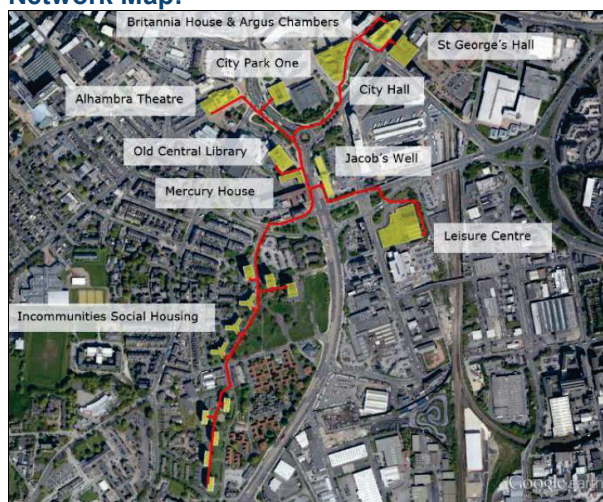 Network Map:
Britannia House & Argus Chambers
St George's Hall
City Park One
City Hall
Alhambra Theatre
Old Central Library
Jacob's Well
Mercury House
Leisure Centre
Incommunities Social Housing
Google earth